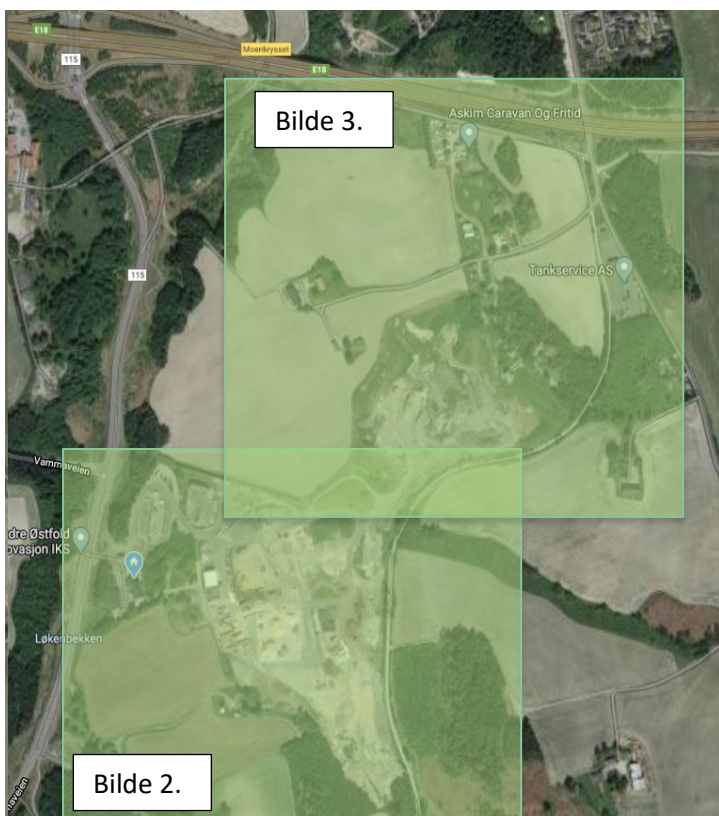 E18
Moenkrysset
115
E18
Bilde 3.
Askim Caravan Og Fritid
115
Tankservice AS
Vammaveien
dre Østfold
ovasjon IKS
Løkenbekken
Bilde 2.
maveien